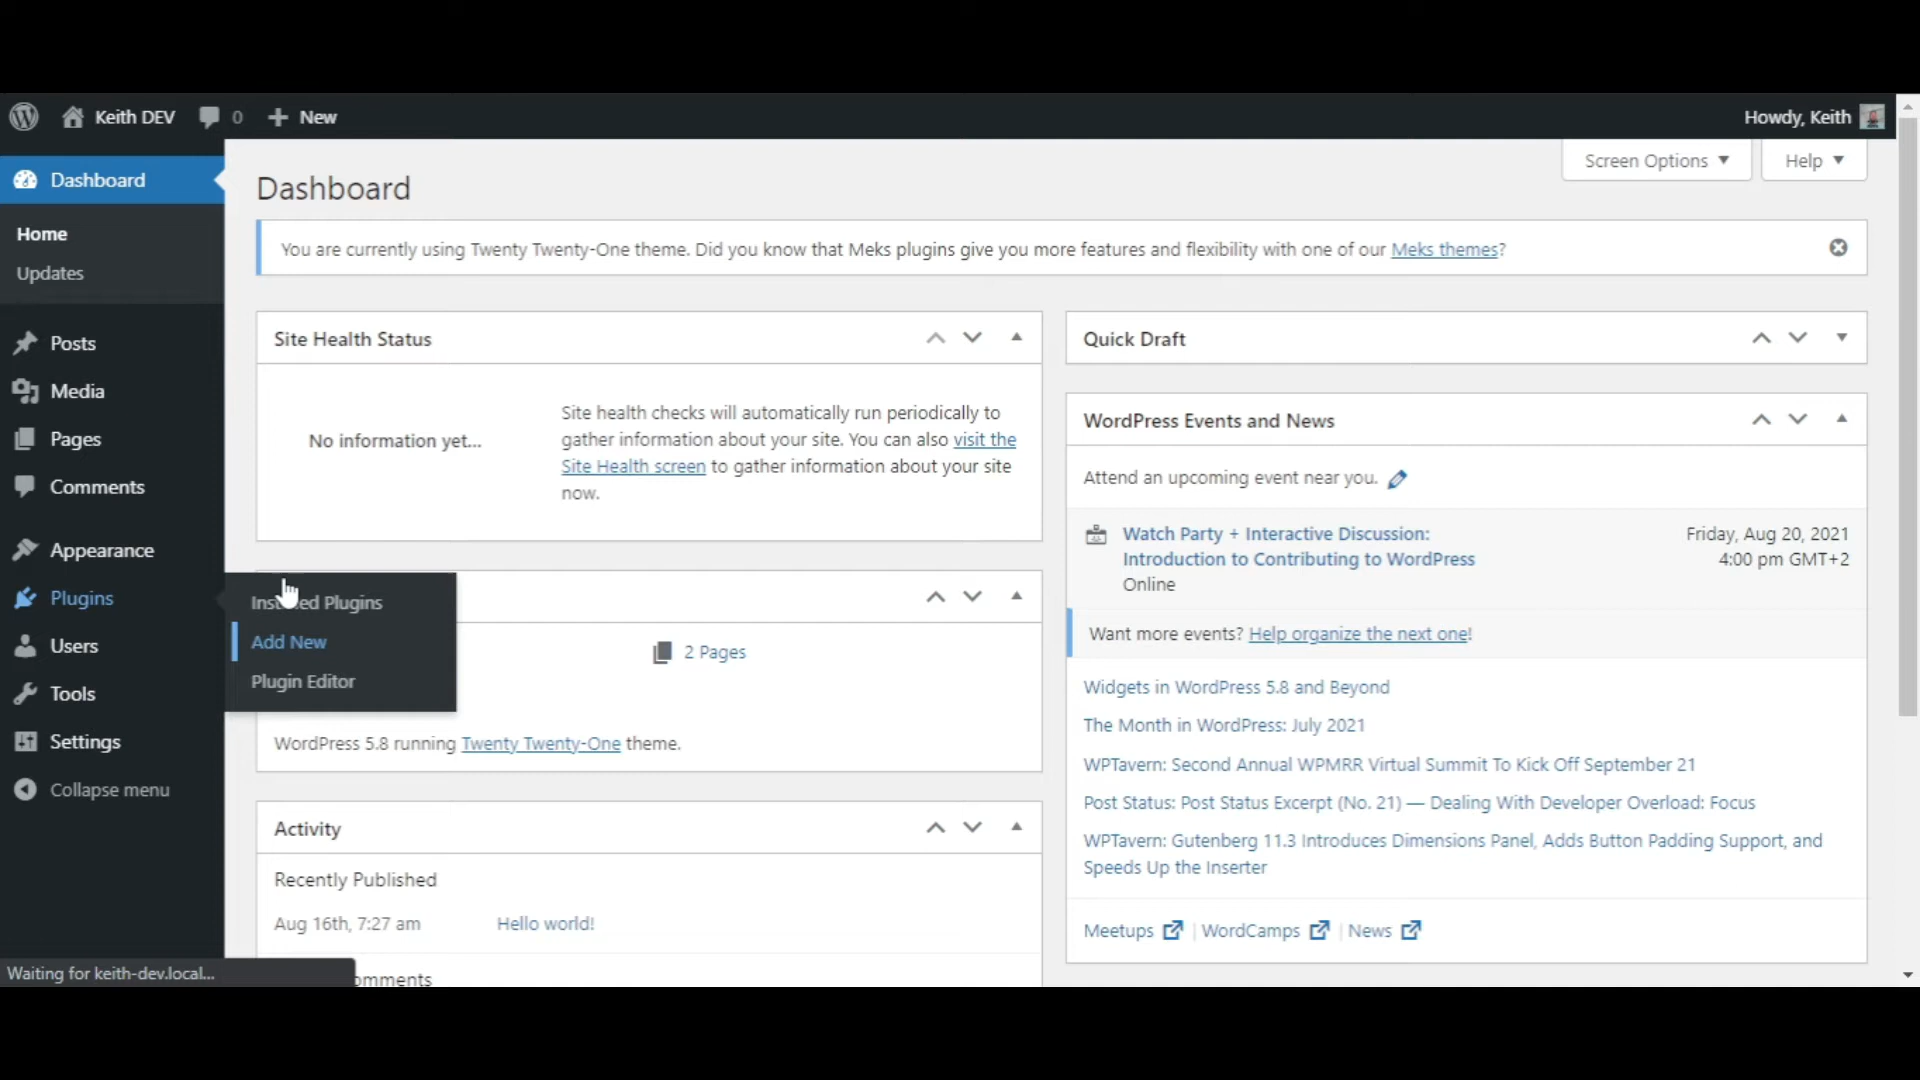 Keith DEV
0
New
Howdy, Keith
Dashboard
Home
Updates
Posts
Media
Pages
Comments
Appearance
Plugins
Users
Tools
Settings
Collapse menu
Installed Plugins
Add New
Plugin Editor
Screen Options
Help
Dashboard
You are currently using Twenty Twenty-One theme. Did you know that Meks plugins give you more features and flexibility with one of our Meks themes?
Site Health Status
No information yet...
Site health checks will automatically run periodically to
gather information about your site. You can also visit the
Site Health screen to gather information about your site
now.
2 Pages
WordPress 5.8 running Twenty Twenty-One theme.
Activity
Recently Published
Aug 16th, 7:27 am
Hello world!
Quick Draft
WordPress Events and News
Attend an upcoming event near you.
Watch Party + Interactive Discussion:
Introduction to Contributing to WordPress
Online
Friday, Aug 20, 2021
4:00 pm GMT+2
Want more events? Help organize the next one!
Widgets in WordPress 5.8 and Beyond
The Month in WordPress: July 2021
WPTavern: Second Annual WPMRR Virtual Summit To Kick Off September 21
Post Status: Post Status Excerpt (No. 21) — Dealing With Developer Overload: Focus
WPTavern: Gutenberg 11.3 Introduces Dimensions Panel, Adds Button Padding Support, and
Speeds Up the Inserter
Meetups | WordCamps | News
Waiting for keith-dev.local...